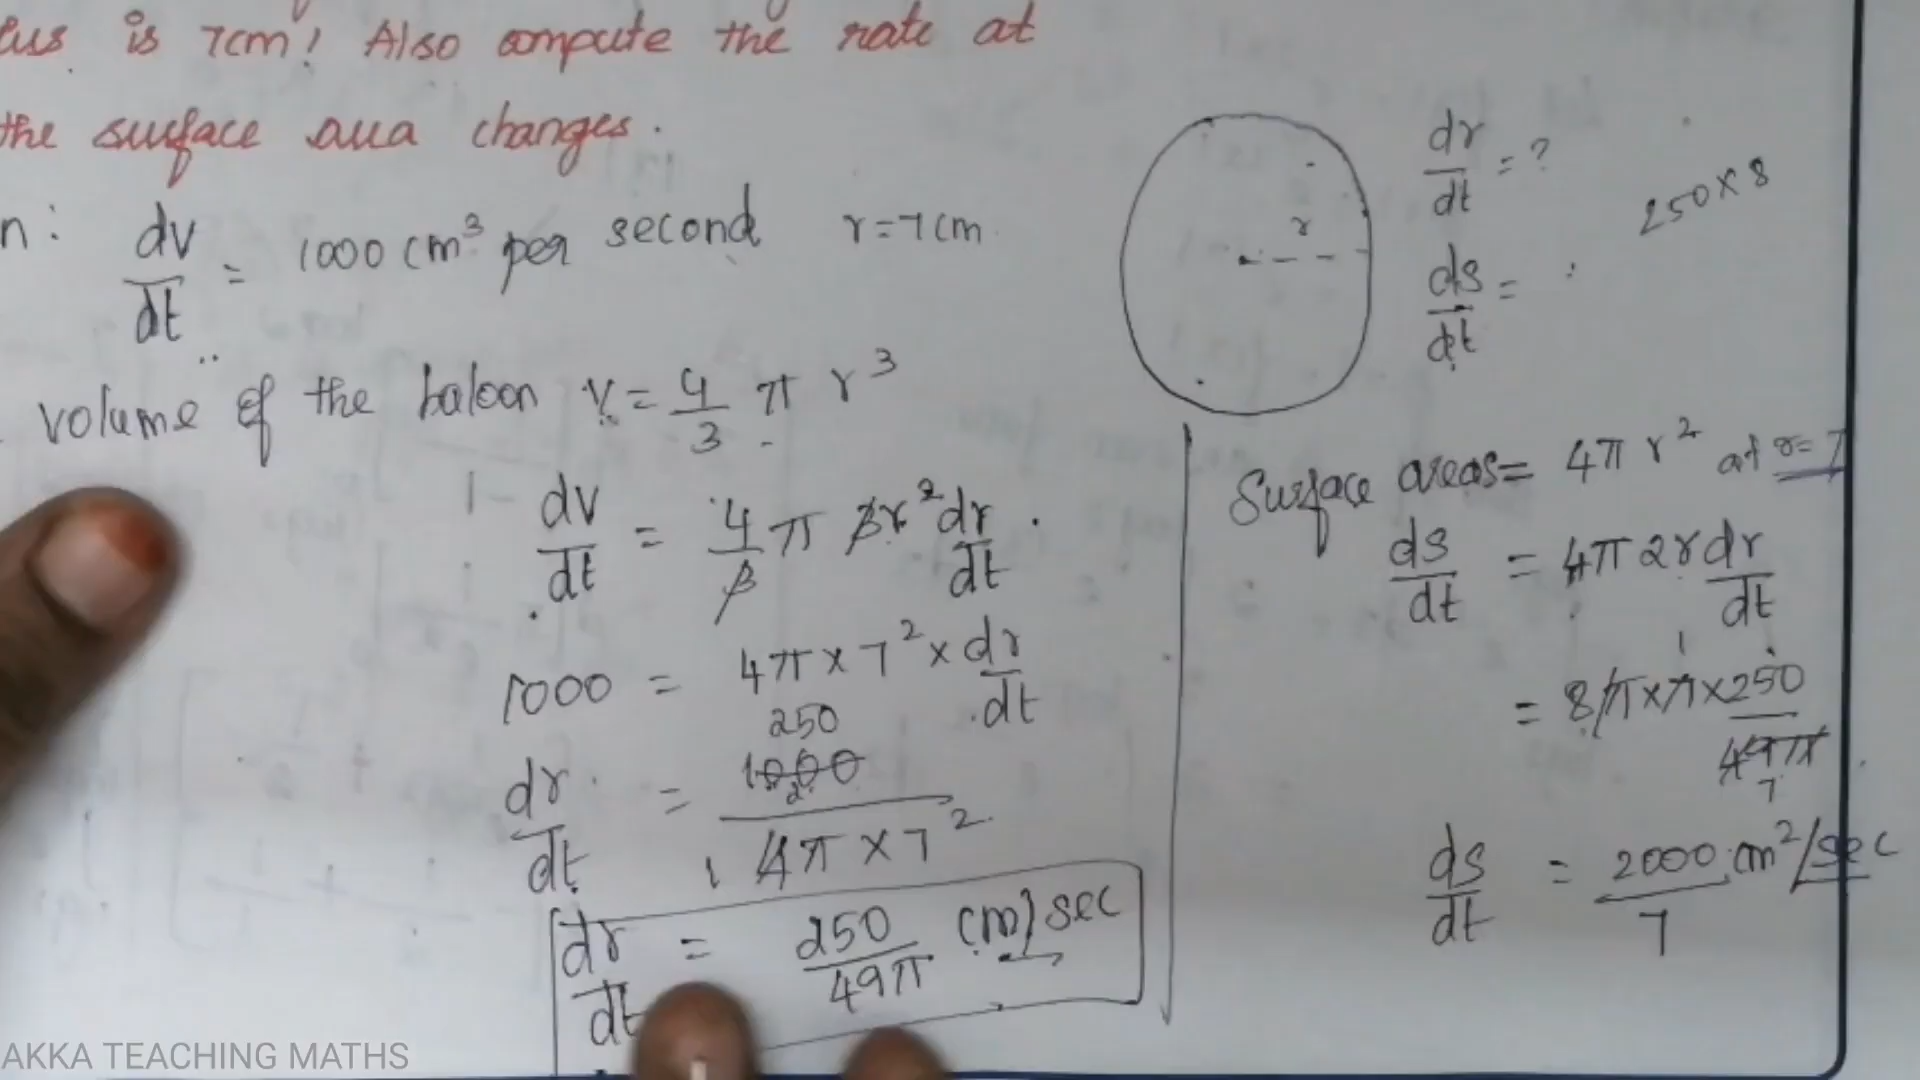 ius is 7cm? Also compute the rate at
the surface area changes.
n: dv/dt = 1000 cm³ per second r=7cm
volume of the baloon V = 4/3 π r³
dv/dt = 4/3 π 3r² dr/dt
1000 = 4π × 7² × dr/dt
250
dr/dt = 1000 / 4π × 7²
dr/dt = 250/49π cm/sec
r
dr/dt = ?
ds/dt =
250 × 8
Surface areas = 4π r² at r=7
ds/dt = 4π 2r dr/dt
1
= 8π × 7 × 250/49π
7
ds/dt = 2000/7 cm²/sec
AKKA TEACHING MATHS